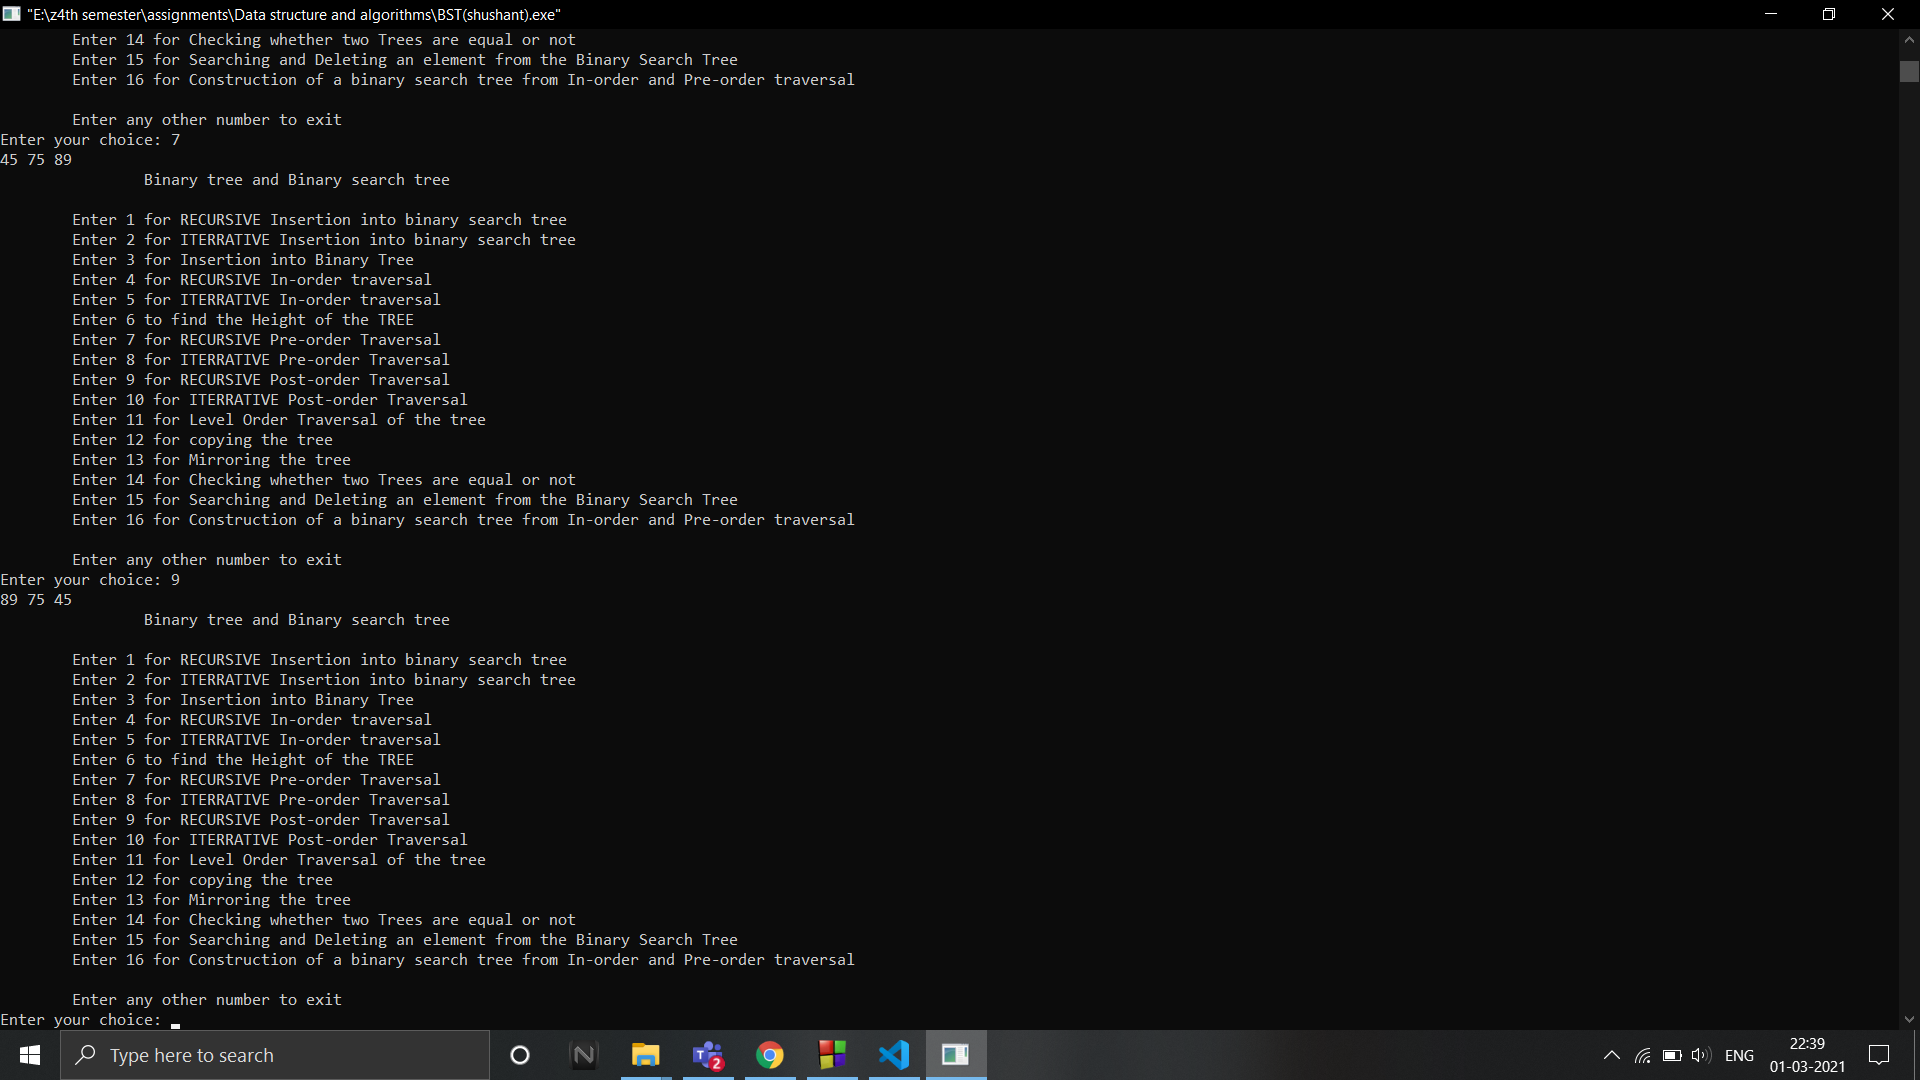 "E:\z4th semester\assignments\Data structure and algorithms\BST(shushant).exe"
Enter 14 for Checking whether two Trees are equal or not
Enter 15 for Searching and Deleting an element from the Binary Search Tree
Enter 16 for Construction of a binary search tree from In-order and Pre-order traversal
Enter any other number to exit
Enter your choice: 7
45 75 89
Binary tree and Binary search tree
Enter 1 for RECURSIVE Insertion into binary search tree
Enter 2 for ITERRATIVE Insertion into binary search tree
Enter 3 for Insertion into Binary Tree
Enter 4 for RECURSIVE In-order traversal
Enter 5 for ITERRATIVE In-order traversal
Enter 6 to find the Height of the TREE
Enter 7 for RECURSIVE Pre-order Traversal
Enter 8 for ITERRATIVE Pre-order Traversal
Enter 9 for RECURSIVE Post-order Traversal
Enter 10 for ITERRATIVE Post-order Traversal
Enter 11 for Level Order Traversal of the tree
Enter 12 for copying the tree
Enter 13 for Mirroring the tree
Enter 14 for Checking whether two Trees are equal or not
Enter 15 for Searching and Deleting an element from the Binary Search Tree
Enter 16 for Construction of a binary search tree from In-order and Pre-order traversal
Enter any other number to exit
Enter your choice: 9
89 75 45
Binary tree and Binary search tree
Enter 1 for RECURSIVE Insertion into binary search tree
Enter 2 for ITERRATIVE Insertion into binary search tree
Enter 3 for Insertion into Binary Tree
Enter 4 for RECURSIVE In-order traversal
Enter 5 for ITERRATIVE In-order traversal
Enter 6 to find the Height of the TREE
Enter 7 for RECURSIVE Pre-order Traversal
Enter 8 for ITERRATIVE Pre-order Traversal
Enter 9 for RECURSIVE Post-order Traversal
Enter 10 for ITERRATIVE Post-order Traversal
Enter 11 for Level Order Traversal of the tree
Enter 12 for copying the tree
Enter 13 for Mirroring the tree
Enter 14 for Checking whether two Trees are equal or not
Enter 15 for Searching and Deleting an element from the Binary Search Tree
Enter 16 for Construction of a binary search tree from In-order and Pre-order traversal
Enter any other number to exit
Enter your choice:
Type here to search
N
T
2
ENG
22:39
01-03-2021